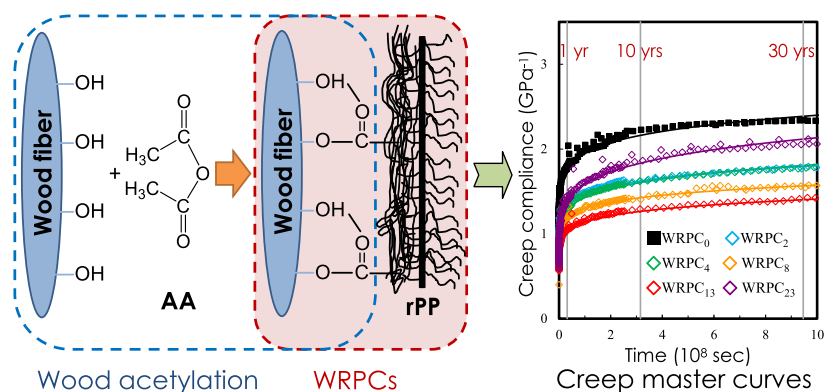 Wood fiber
OH
OH
OH
OH
+
O
H₃C
O
H₃C
O
AA
Wood fiber
OH
O
O
C
OH
O
O
C
rPP
Wood acetylation
WRPCs
Creep compliance (GPa⁻¹)
3
2
1
0
1 yr
10 yrs
30 yrs
WRPC₀
WRPC₂
WRPC₄
WRPC₈
WRPC₁₃
WRPC₂₃
0 2 4 6 8 10
Time (10⁸ sec)
Creep master curves